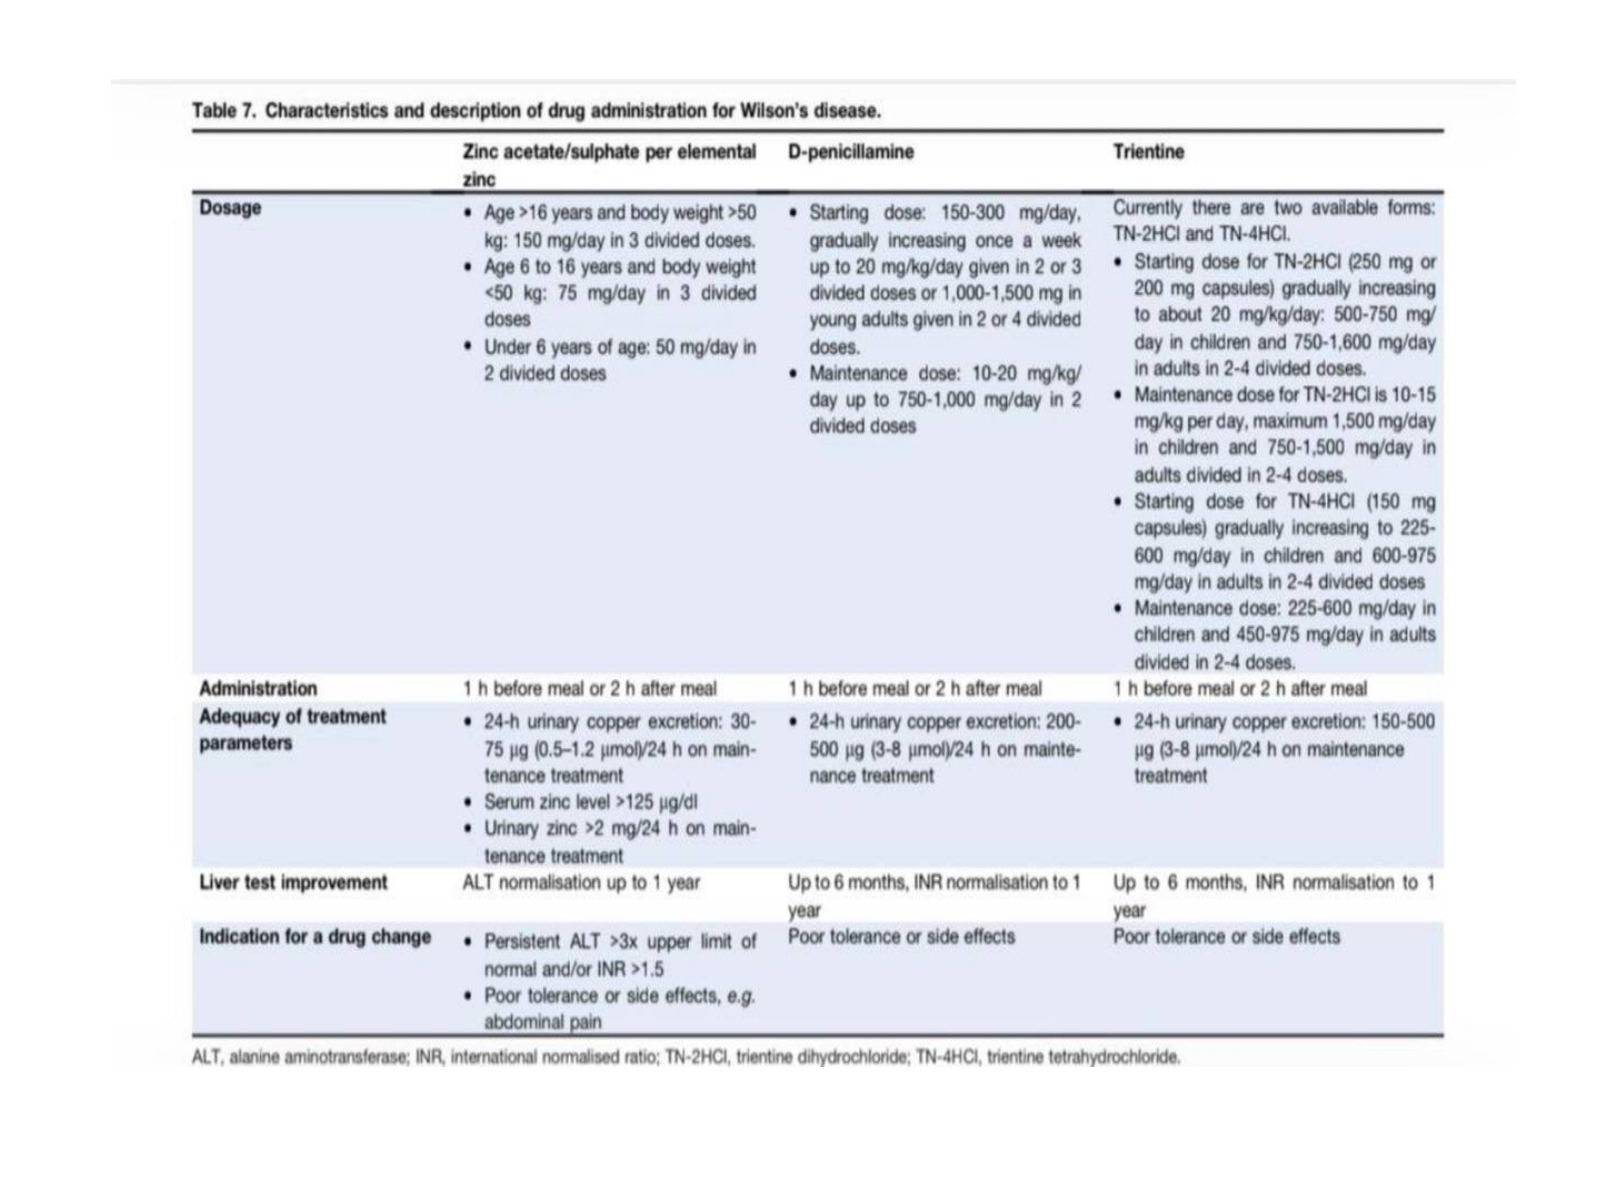 Table 7. Characteristics and description of drug administration for Wilson's disease.
Zinc acetate/sulphate per elemental
zinc
D-penicillamine
Trientine
Dosage
• Age >16 years and body weight >50
kg: 150 mg/day in 3 divided doses.
• Age 6 to 16 years and body weight
<50 kg: 75 mg/day in 3 divided
doses
• Under 6 years of age: 50 mg/day in
2 divided doses
• Starting dose: 150-300 mg/day,
gradually increasing once a week
up to 20 mg/kg/day given in 2 or 3
divided doses or 1,000-1,500 mg in
young adults given in 2 or 4 divided
doses.
• Maintenance dose: 10-20 mg/kg/
day up to 750-1,000 mg/day in 2
divided doses
Currently there are two available forms:
TN-2HCl and TN-4HCl.
• Starting dose for TN-2HCl (250 mg or
200 mg capsules) gradually increasing
to about 20 mg/kg/day: 500-750 mg/
day in children and 750-1,600 mg/day
in adults in 2-4 divided doses.
• Maintenance dose for TN-2HCl is 10-15
mg/kg per day, maximum 1,500 mg/day
in children and 750-1,500 mg/day in
adults divided in 2-4 doses.
• Starting dose for TN-4HCl (150 mg
capsules) gradually increasing to 225-
600 mg/day in children and 600-975
mg/day in adults in 2-4 divided doses
• Maintenance dose: 225-600 mg/day in
children and 450-975 mg/day in adults
divided in 2-4 doses.
Administration
1 h before meal or 2 h after meal
1 h before meal or 2 h after meal
1 h before meal or 2 h after meal
Adequacy of treatment
parameters
• 24-h urinary copper excretion: 30-
75 µg (0.5–1.2 µmol)/24 h on main-
tenance treatment
• Serum zinc level >125 µg/dl
• Urinary zinc >2 mg/24 h on main-
tenance treatment
• 24-h urinary copper excretion: 200-
500 µg (3-8 µmol)/24 h on mainte-
nance treatment
• 24-h urinary copper excretion: 150-500
µg (3-8 µmol)/24 h on maintenance
treatment
Liver test improvement
ALT normalisation up to 1 year
Up to 6 months, INR normalisation to 1
year
Up to 6 months, INR normalisation to 1
year
Indication for a drug change
• Persistent ALT >3x upper limit of
normal and/or INR >1.5
• Poor tolerance or side effects, e.g.
abdominal pain
Poor tolerance or side effects
Poor tolerance or side effects
ALT, alanine aminotransferase; INR, international normalised ratio; TN-2HCl, trientine dihydrochloride; TN-4HCl, trientine tetrahydrochloride.